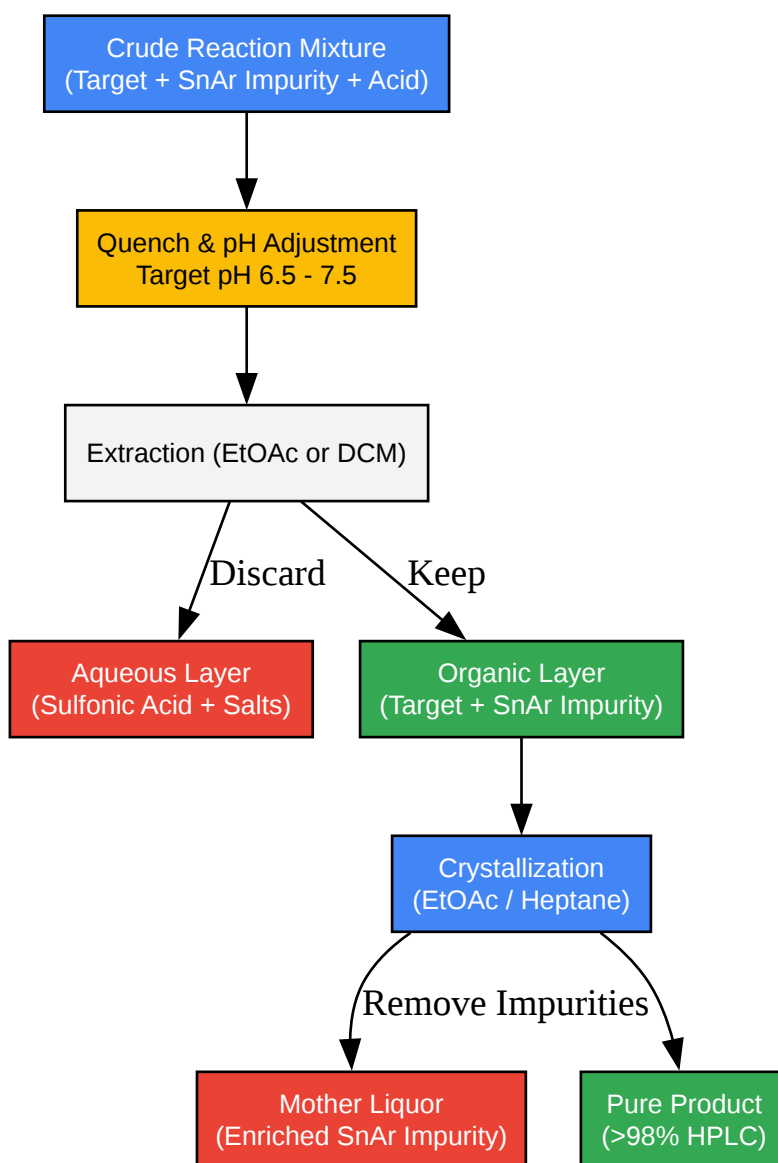 Crude Reaction Mixture
(Target + SnAr Impurity + Acid)
Quench & pH Adjustment
Target pH 6.5 - 7.5
Extraction (EtOAc or DCM)
Discard
Keep
Aqueous Layer
(Sulfonic Acid + Salts)
Organic Layer
(Target + SnAr Impurity)
Crystallization
(EtOAc / Heptane)
Remove Impurities
Mother Liquor
(Enriched SnAr Impurity)
Pure Product
(>98% HPLC)